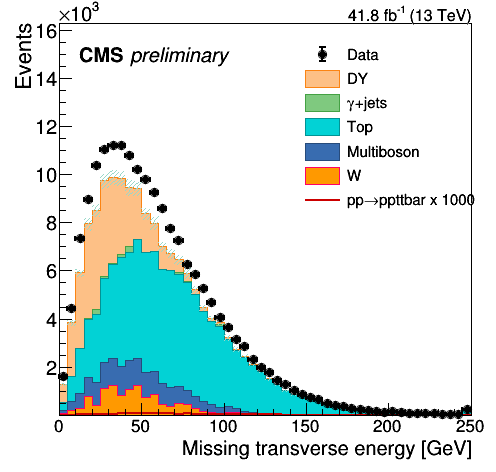 ×10³
41.8 fb⁻¹ (13 TeV)
Events
16
14
12
10
8
6
4
2
CMS preliminary
Data
DY
γ+jets
Top
Multiboson
W
pp→ppttbar x 1000
0 50 100 150 200 250
Missing transverse energy [GeV]